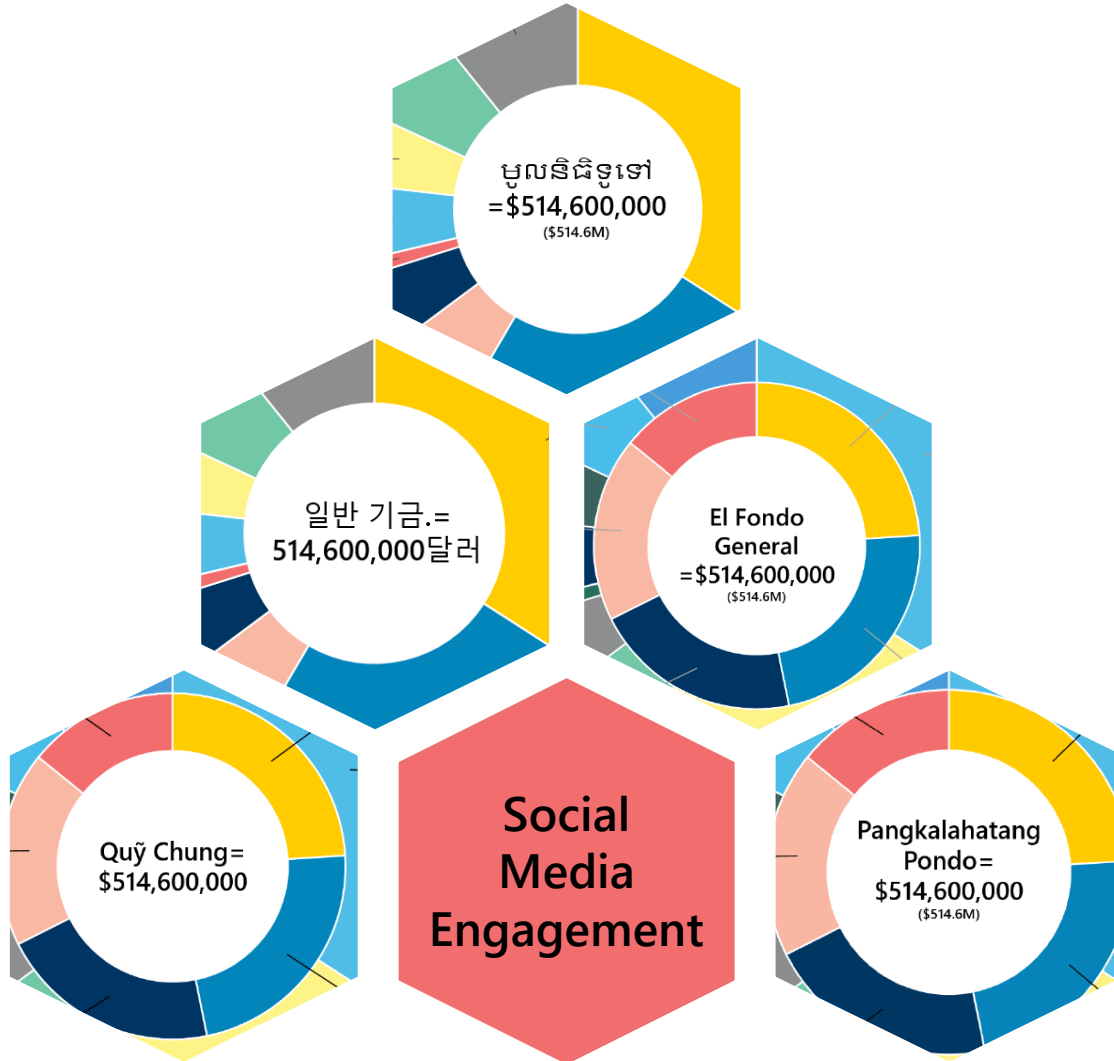 មូលនិធិទូទៅ
=$514,600,000
($514.6M)
일반 기금.=
514,600,000달러
El Fondo
General
=$514,600,000
($514.6M)
Quỹ Chung=
$514,600,000
Social
Media
Engagement
Pangkalahatang
Pondo=
$514,600,000
($514.6M)